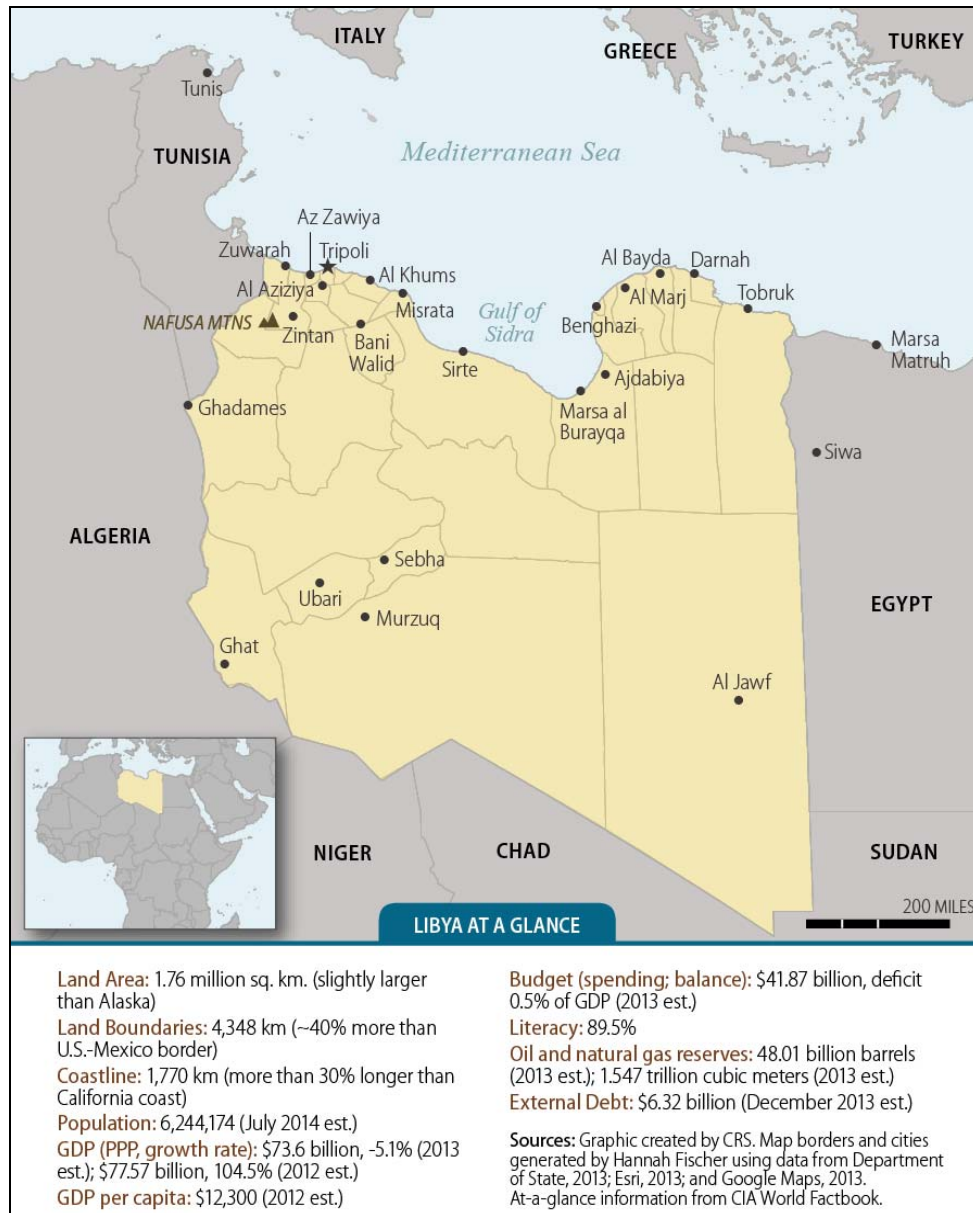 ITALY
GREECE
TURKEY
Tunis
TUNISIA
Mediterranean Sea
Az Zawiya
Zuwarah
Tripoli
Al Khums
Al Aziziya
Misrata
NAFUSA MTNS
Zintan
Bani
Walid
Sirte
Gulf of
Sidra
Al Bayda
Darnah
Al Marj
Benghazi
Tobruk
Marsa
Matruh
Ajdabiya
Marsa al
Burayqa
Ghadames
Siwa
ALGERIA
Sebha
Ubari
Murzuq
EGYPT
Ghat
Al Jawf
NIGER
CHAD
SUDAN
200 MILES
LIBYA AT A GLANCE
Land Area: 1.76 million sq. km. (slightly larger
than Alaska)
Land Boundaries: 4,348 km (~40% more than
U.S.-Mexico border)
Coastline: 1,770 km (more than 30% longer than
California coast)
Population: 6,244,174 (July 2014 est.)
GDP (PPP, growth rate): $73.6 billion, -5.1% (2013
est.); $77.57 billion, 104.5% (2012 est.)
GDP per capita: $12,300 (2012 est.)
Budget (spending; balance): $41.87 billion, deficit
0.5% of GDP (2013 est.)
Literacy: 89.5%
Oil and natural gas reserves: 48.01 billion barrels
(2013 est.); 1.547 trillion cubic meters (2013 est.)
External Debt: $6.32 billion (December 2013 est.)
Sources: Graphic created by CRS. Map borders and cities
generated by Hannah Fischer using data from Department
of State, 2013; Esri, 2013; and Google Maps, 2013.
At-a-glance information from CIA World Factbook.